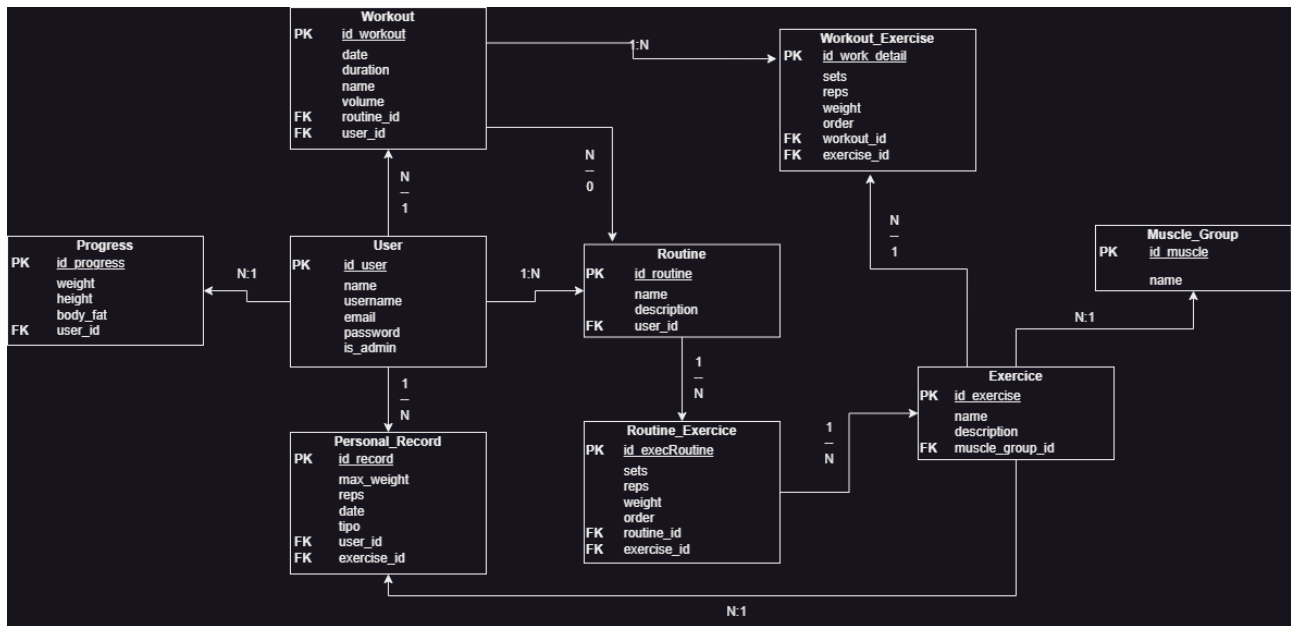 Workout
PK id_workout
date
duration
name
volume
FK routine_id
FK user_id
1:N
Workout_Exercise
PK id_work_detail
sets
reps
weight
order
FK workout_id
FK exercise_id
N
--
1
N
--
0
N
--
1
Progress
PK id_progress
weight
height
body_fat
FK user_id
N:1
User
PK id_user
name
username
email
password
is_admin
1:N
Routine
PK id_routine
name
description
FK user_id
Muscle_Group
PK id_muscle
name
N:1
1
--
N
1
--
N
Exercice
PK id_exercise
name
description
FK muscle_group_id
Personal_Record
PK id_record
max_weight
reps
date
tipo
FK user_id
FK exercise_id
Routine_Exercice
PK id_execRoutine
sets
reps
weight
order
FK routine_id
FK exercise_id
1
--
N
N:1